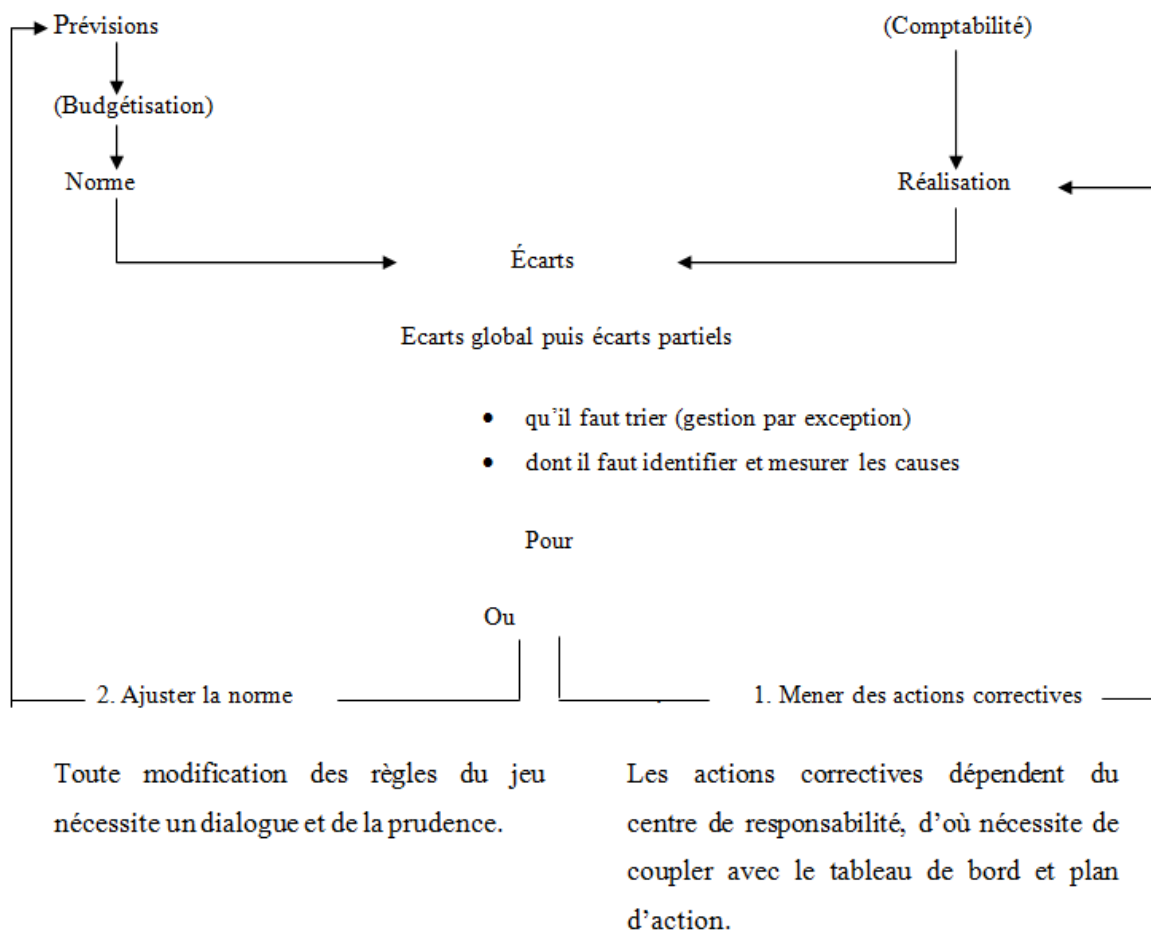 Prévisions
(Comptabilité)
(Budgétisation)
Norme
Réalisation
Écarts
Ecarts global puis écarts partiels
• qu'il faut trier (gestion par exception)
• dont il faut identifier et mesurer les causes
Pour
Ou
2. Ajuster la norme
1. Mener des actions correctives
Toute modification des règles du jeu
nécessite un dialogue et de la prudence.
Les actions correctives dépendent du
centre de responsabilité, d'où nécessite de
coupler avec le tableau de bord et plan
d'action.